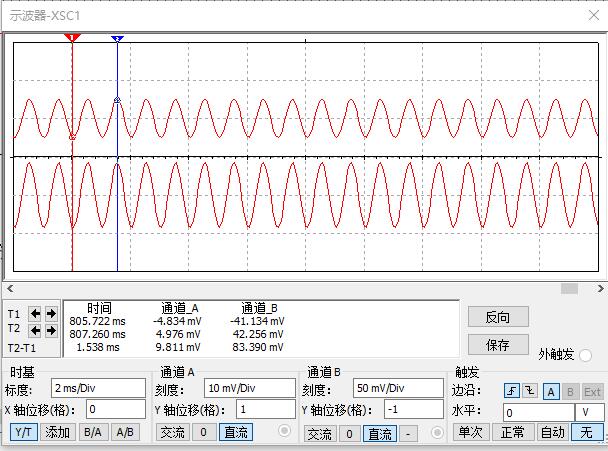 示波器-XSC1
1
2
时间 通道_A 通道_B
T1 805.722 ms -4.834 mV -41.134 mV
T2 807.260 ms 4.976 mV 42.256 mV
T2-T1 1.538 ms 9.811 mV 83.390 mV
反向
保存
外触发
时基 通道 A 通道 B 触发
标度: 2 ms/Div 刻度: 10 mV/Div 刻度: 50 mV/Div 边沿: A B Ext
X 轴位移(格): 0 Y 轴位移(格): 1 Y 轴位移(格): -1 水平: 0 V
Y/T 添加 B/A A/B 交流 0 直流 交流 0 直流 - 单次 正常 自动 无